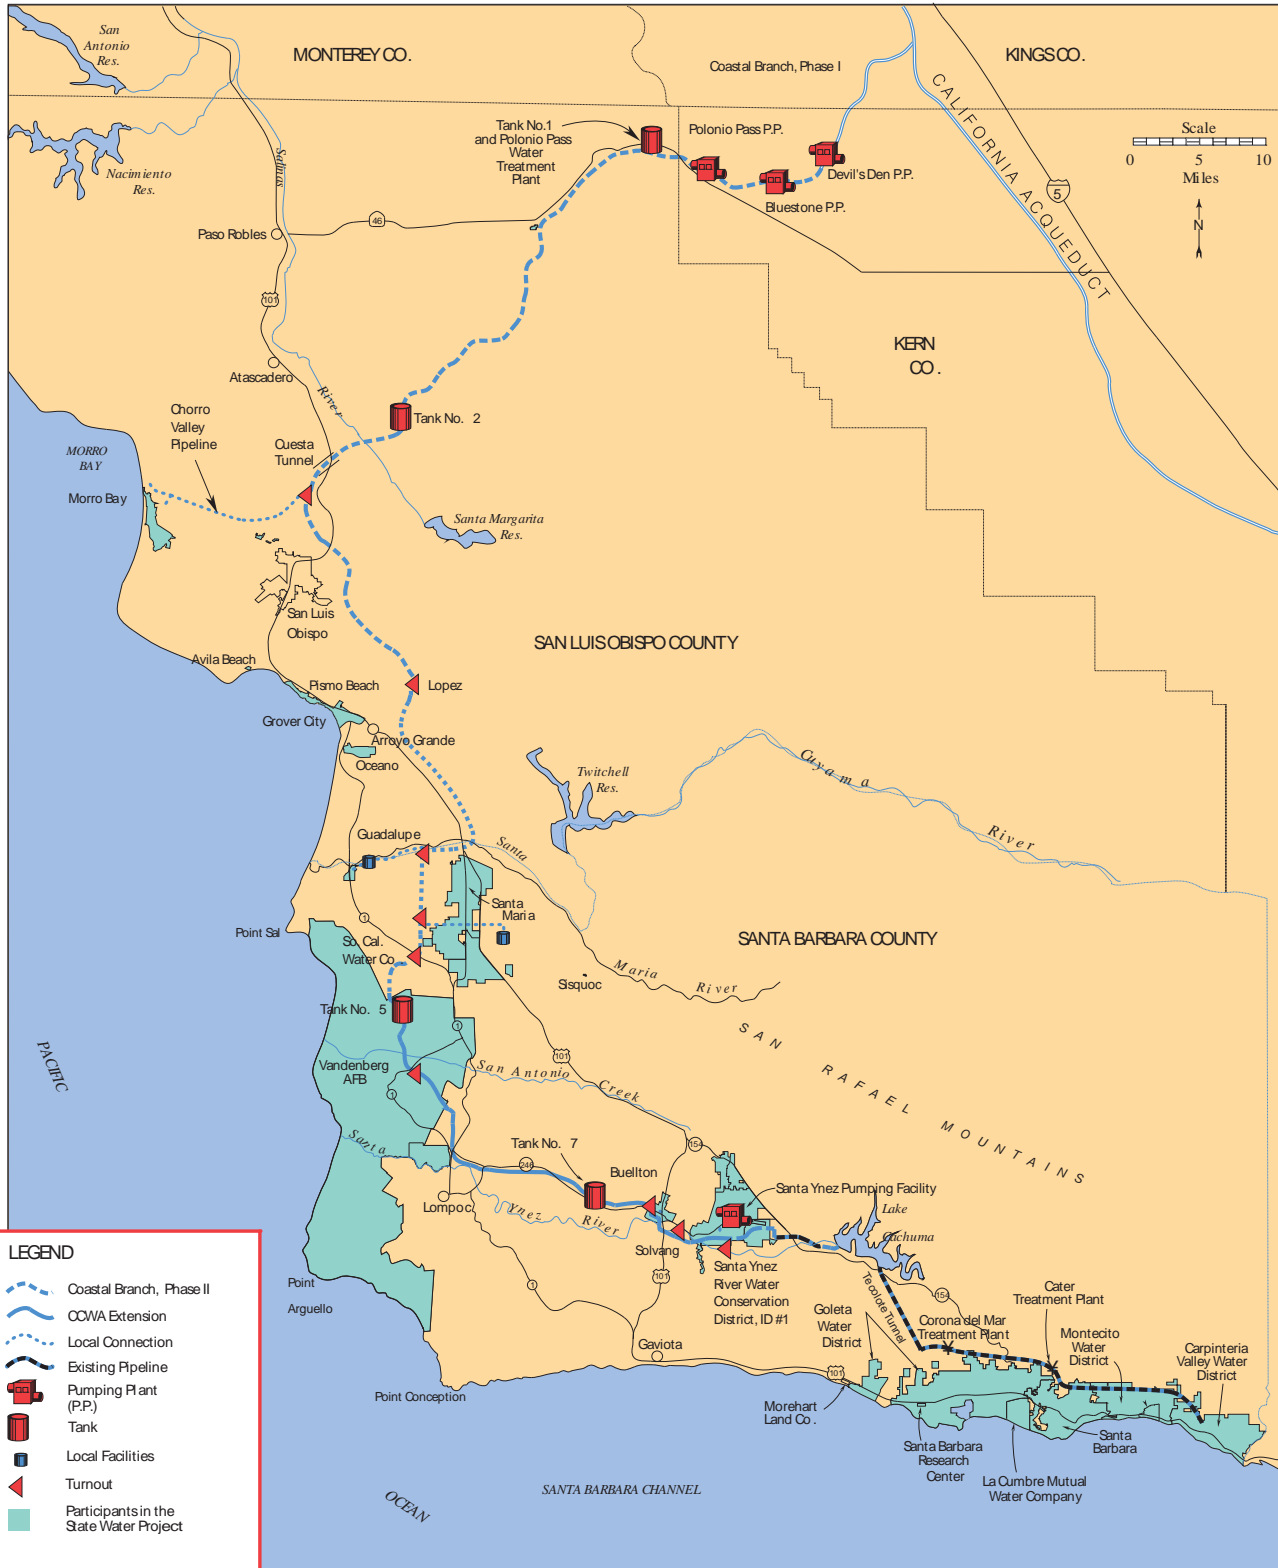 San
Antonio
Res.
MONTEREY CO.
Coastal Branch, Phase I
KINGS CO.
CALIFORNIA ACQUEDUCT
Scale
0 5 10
Miles
N
5
Tank No.1
and Polonio Pass
Water
Treatment
Plant
Polonio Pass P.P.
Devil's Den P.P.
Bluestone P.P.
Nacimiento
Res.
Salinas
Paso Robles
46
101
KERN
CO.
Atascadero
River
Chorro
Valley
Pipeline
Tank No. 2
Cuesta
Tunnel
MORRO
BAY
Morro Bay
Santa Margarita
Res.
San Luis
Obispo
SAN LUIS OBISPO COUNTY
Avila Beach
Pismo Beach
Lopez
Grover City
Arroyo Grande
Oceano
Twitchell
Res.
Cuyama
River
Guadalupe
Santa
Santa
Maria
1
Point Sal
So. Cal.
Water Co.
SANTA BARBARA COUNTY
Maria
River
Sisquoc
Tank No. 5
1
SAN RAFAEL MOUNTAINS
PACIFIC
101
Vandenberg
AFB
San Antonio
Creek
1
Santa
Tank No. 7
154
246
Buellton
Santa Ynez Pumping Facility
Lompoc
Ynez
River
Lake
Cachuma
Solvang
Santa Ynez
River Water
Conservation
District, ID #1
101
1
Tecolote Tunnel
154
Cater
Treatment Plant
Point
Arguello
Goleta
Water
District
Corona del Mar
Treatment Plant
Montecito
Water
District
Carpinteria
Valley Water
District
Gaviota
101
Point Conception
Morehart
Land Co.
Santa Barbara
Research
Center
La Cumbre Mutual
Water Company
Santa
Barbara
SANTA BARBARA CHANNEL
OCEAN
LEGEND
Coastal Branch, Phase II
CCWA Extension
Local Connection
Existing Pipeline
Pumping Plant
(P.P.)
Tank
Local Facilities
Turnout
Participants in the
State Water Project